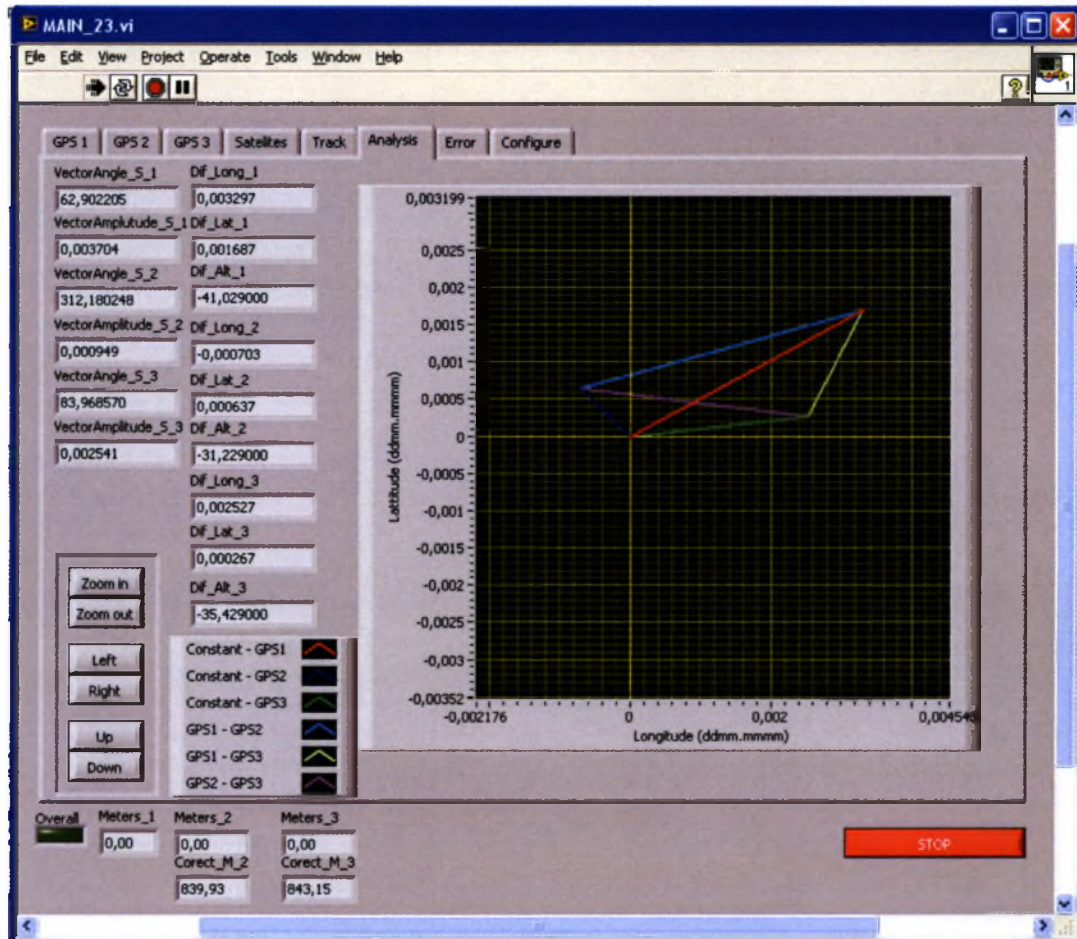 MAIN_23.vi
File Edit View Project Operate Tools Window Help
1
GPS 1 GPS 2 GPS 3 Satelites Track Analysis Error Configure
VectorAngle_S_1 Dif_Long_1
62,902205 0,003297
VectorAmplutude_S_1 Dif_Lat_1
0,003704 0,001687
VectorAngle_S_2 Dif_Alt_1
312,180248 -41,029000
VectorAmplitude_S_2 Dif_Long_2
0,000949 -0,000703
VectorAngle_S_3 Dif_Lat_2
83,968570 0,000637
VectorAmplitude_S_3 Dif_Alt_2
0,002541 -31,229000
Dif_Long_3
0,002527
Dif_Lat_3
0,000267
Dif_Alt_3
-35,429000
Zoom in
Zoom out
Left
Right
Up
Down
Constant - GPS1
Constant - GPS2
Constant - GPS3
GPS1 - GPS2
GPS1 - GPS3
GPS2 - GPS3
Lattitude (ddmm.mmmm)
0,003199
0,0025
0,002
0,0015
0,001
0,0005
0
-0,0005
-0,001
-0,0015
-0,002
-0,0025
-0,003
-0,00352
-0,002176 0 0,002 0,004546
Longitude (ddmm.mmmm)
Overall Meters_1 Meters_2 Meters_3
0,00 0,00 0,00
Corect_M_2 Corect_M_3
839,93 843,15
STOP